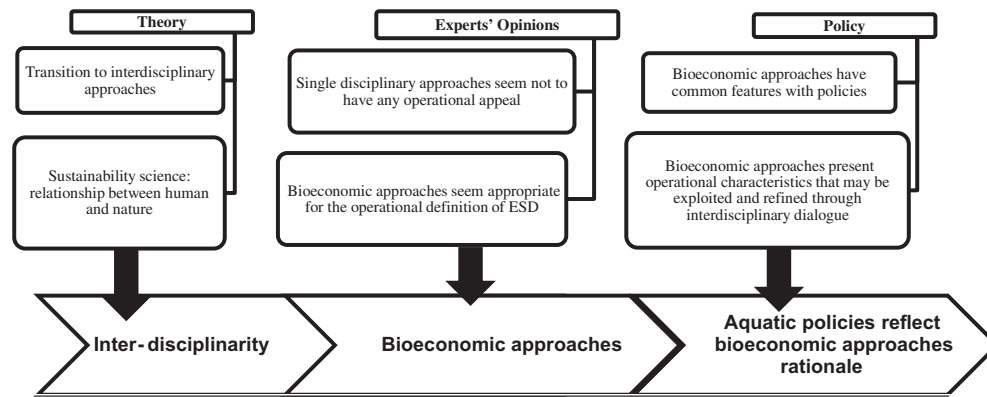 Theory
Transition to interdisciplinary
approaches
Sustainability science:
relationship between human
and nature
Experts' Opinions
Single disciplinary approaches seem not to
have any operational appeal
Bioeconomic approaches seem appropriate
for the operational definition of ESD
Policy
Bioeconomic approaches have
common features with policies
Bioeconomic approaches present
operational characteristics that may be
exploited and refined through
interdisciplinary dialogue
Inter-disciplinarity
Bioeconomic approaches
Aquatic policies reflect
bioeconomic approaches
rationale